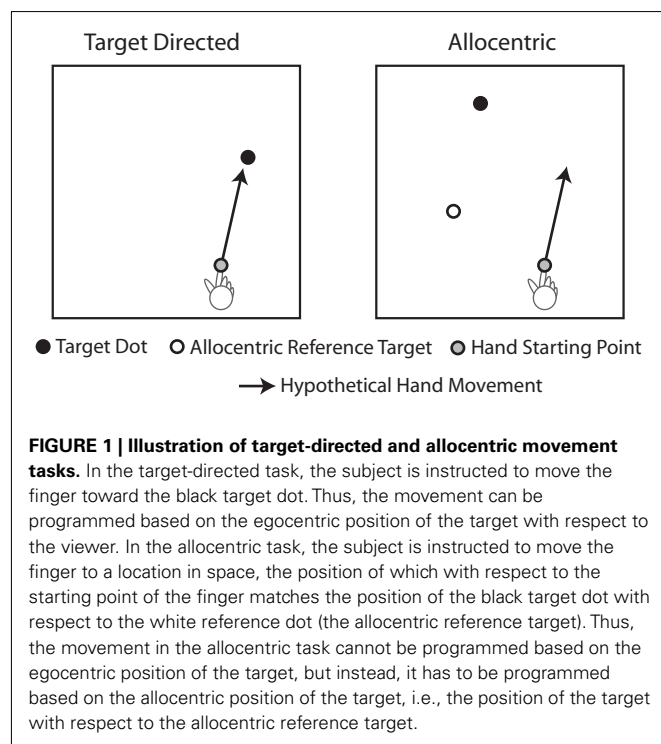 Target Directed Allocentric
Target Dot Allocentric Reference Target Hand Starting Point
Hypothetical Hand Movement
FIGURE 1 | Illustration of target-directed and allocentric movement
tasks. In the target-directed task, the subject is instructed to move the
finger toward the black target dot. Thus, the movement can be
programmed based on the egocentric position of the target with respect to
the viewer. In the allocentric task, the subject is instructed to move the
finger to a location in space, the position of which with respect to the
starting point of the finger matches the position of the black target dot with
respect to the white reference dot (the allocentric reference target). Thus,
the movement in the allocentric task cannot be programmed based on the
egocentric position of the target, but instead, it has to be programmed
based on the allocentric position of the target, i.e., the position of the target
with respect to the allocentric reference target.